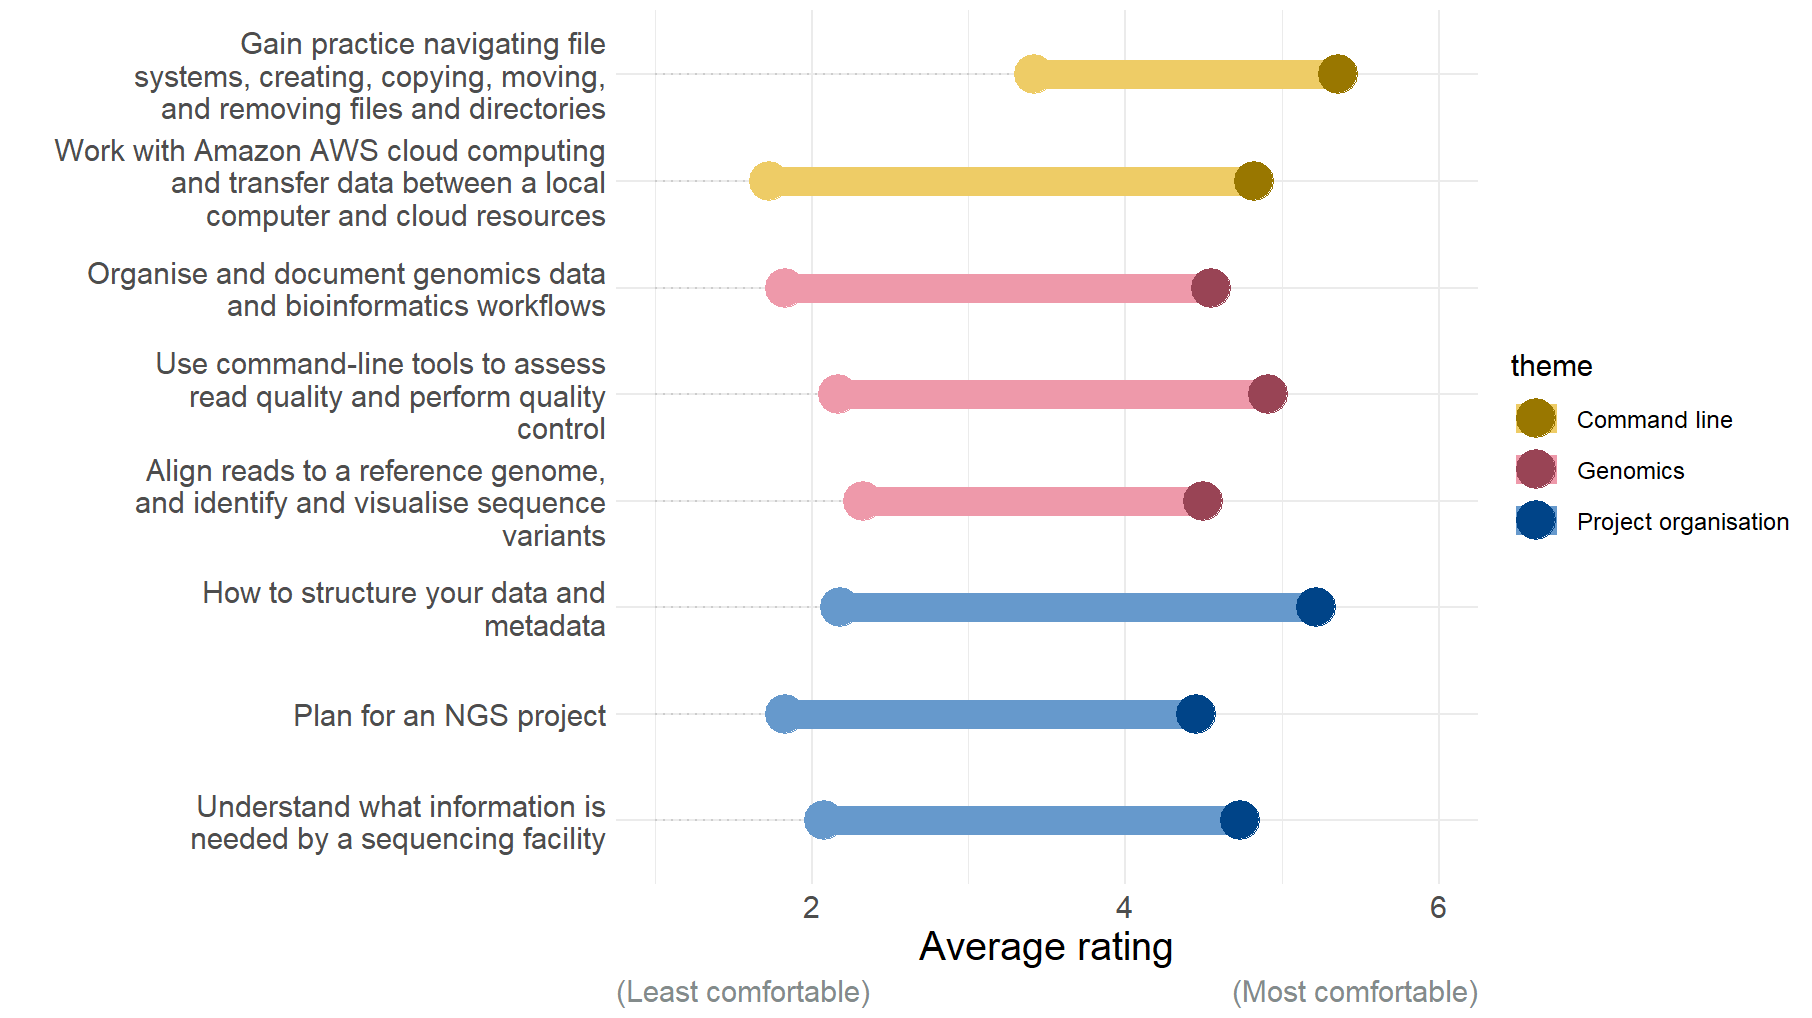 Gain practice navigating file
systems, creating, copying, moving,
and removing files and directories
Work with Amazon AWS cloud computing
and transfer data between a local
computer and cloud resources
Organise and document genomics data
and bioinformatics workflows
Use command-line tools to assess
read quality and perform quality
control
Align reads to a reference genome,
and identify and visualise sequence
variants
How to structure your data and
metadata
Plan for an NGS project
Understand what information is
needed by a sequencing facility
2 4 6
Average rating
(Least comfortable) (Most comfortable)
theme
Command line
Genomics
Project organisation